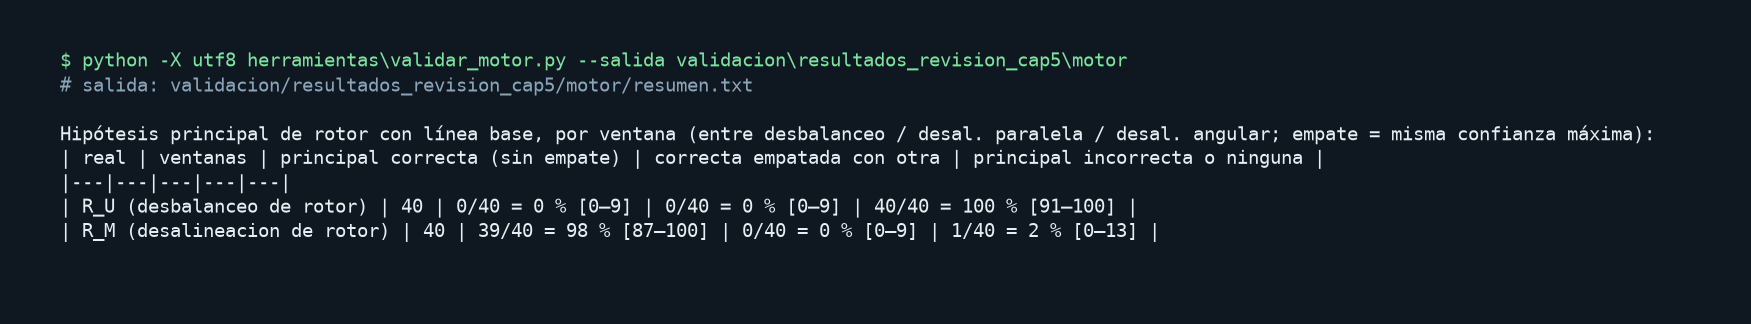 $ python -X utf8 herramientas\validar_motor.py --salida validacion\resultados_revision_cap5\motor
# salida: validacion/resultados_revision_cap5/motor/resumen.txt
Hipótesis principal de rotor con línea base, por ventana (entre desbalanceo / desal. paralela / desal. angular; empate = misma confianza máxima):
| real | ventanas | principal correcta (sin empate) | correcta empatada con otra | principal incorrecta o ninguna |
|---|---|---|---|---|
| R_U (desbalanceo de rotor) | 40 | 0/40 = 0 % [0–9] | 0/40 = 0 % [0–9] | 40/40 = 100 % [91–100] |
| R_M (desalineacion de rotor) | 40 | 39/40 = 98 % [87–100] | 0/40 = 0 % [0–9] | 1/40 = 2 % [0–13] |